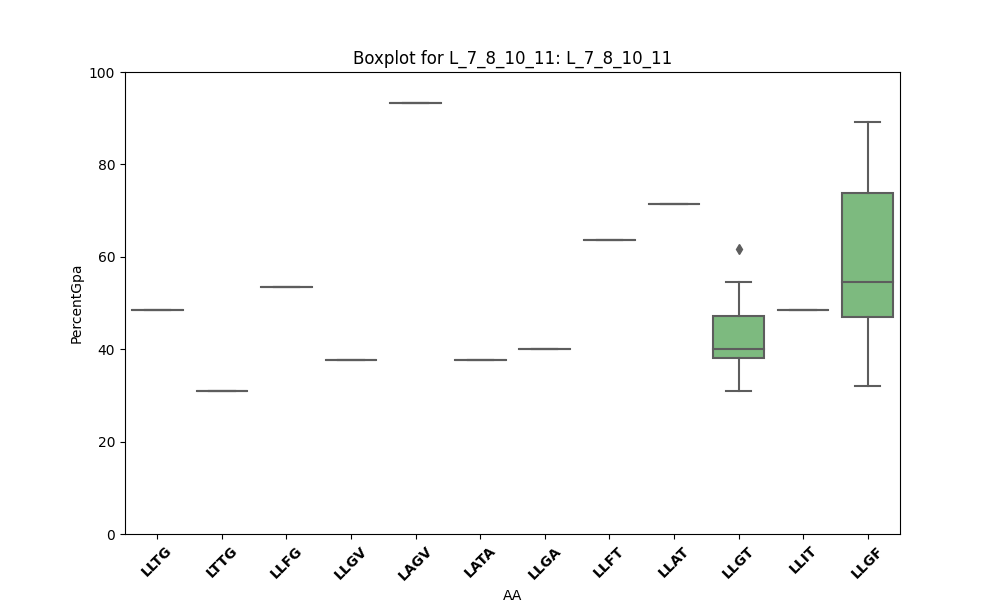 Boxplot for L_7_8_10_11: L_7_8_10_11
100
80
60
40
20
0
PercentGpa
LLTG
LTTG
LLFG
LLGV
LAGV
LATA
LLGA
LLFT
LLAT
LLGT
LLIT
LLGF
AA